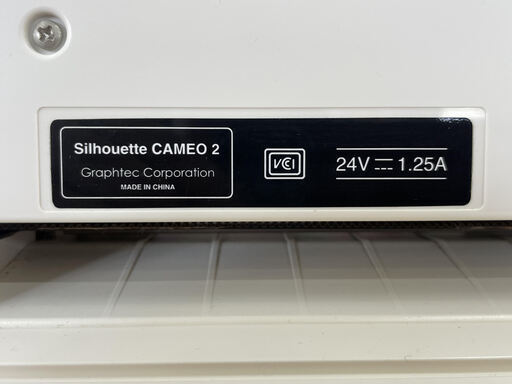 Silhouette CAMEO 2
Graphtec Corporation
MADE IN CHINA
VCI
24V ⎓ 1.25A